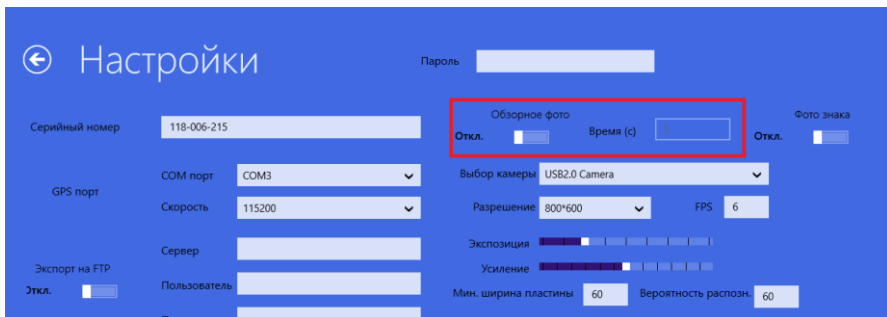 Настройки
Пароль
Обзорное фото
Фото знака
Серийный номер 118-006-215
Откл. Время (с)
Откл.
COM порт COM3
Выбор камеры USB2.0 Camera
GPS порт
Скорость 115200
Разрешение 800*600 FPS 6
Экспозиция
Сервер
Экспорт на FTP
Усиление
Откл.
Пользователь
Мин. ширина пластины 60 Вероятность распозн. 60